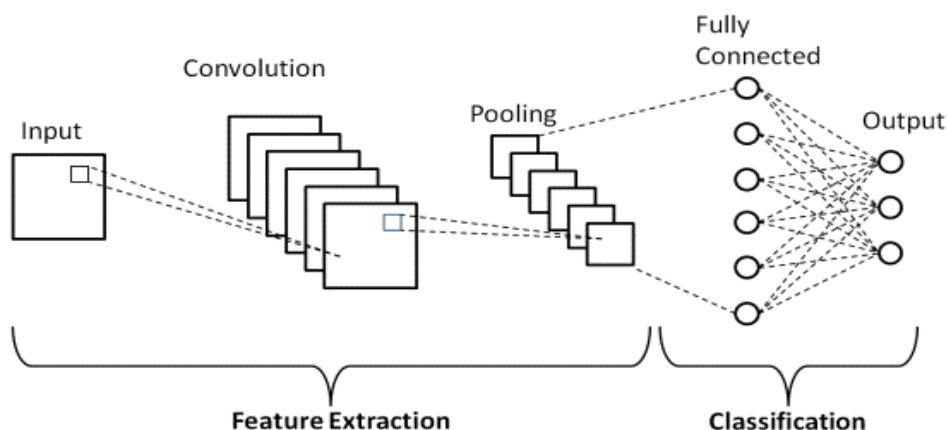 Input
Convolution
Pooling
Fully
Connected
Output
Feature Extraction
Classification